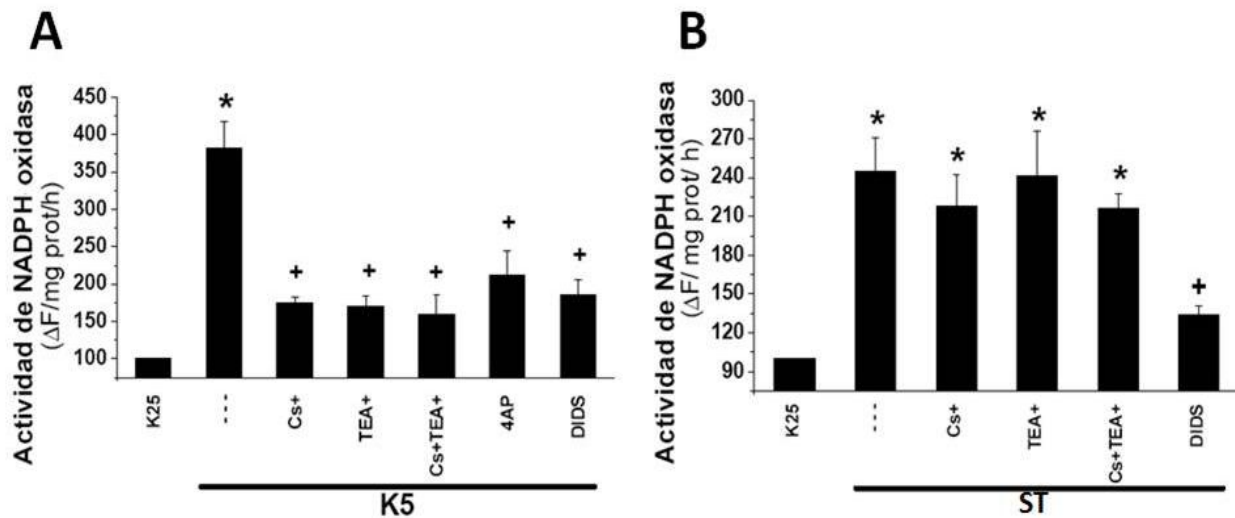 A
Actividad de NADPH oxidasa
(ΔF/mg prot/h)
450
400
350
300
250
200
150
100
*
+
+
+
+
+
K25
- - -
Cs+
TEA+
Cs+TEA+
4AP
DIDS
K5
B
Actividad de NADPH oxidasa
(ΔF/ mg prot/ h)
300
270
240
210
180
150
120
90
*
*
*
*
+
K25
- - -
Cs+
TEA+
Cs+TEA+
DIDS
ST